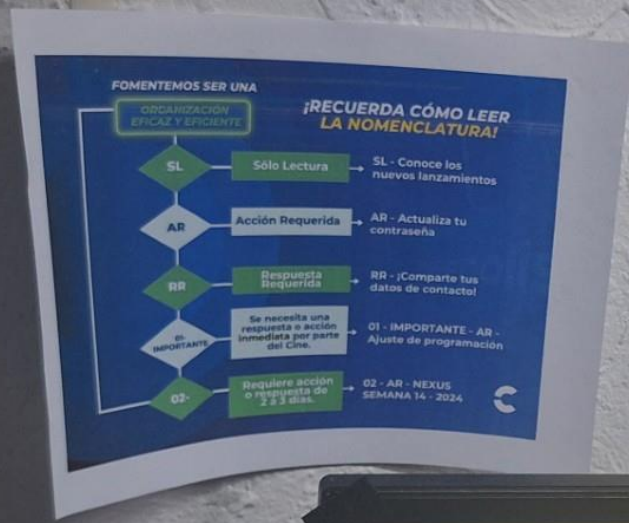 FOMENTEMOS SER UNA
ORGANIZACIÓN
EFICAZ Y EFICIENTE
¡RECUERDA CÓMO LEER
LA NOMENCLATURA!
SL
Sólo Lectura
SL - Conoce los
nuevos lanzamientos
AR
Acción Requerida
AR - Actualiza tu
contraseña
RR
Respuesta
Requerida
RR - ¡Comparte tus
datos de contacto!
01-
IMPORTANTE
Se necesita una
respuesta o acción
inmediata por parte
del Cine.
01 - IMPORTANTE - AR -
Ajuste de programación
02-
Requiere acción
o respuesta de
2 a 3 días.
02 - AR - NEXUS
SEMANA 14 - 2024